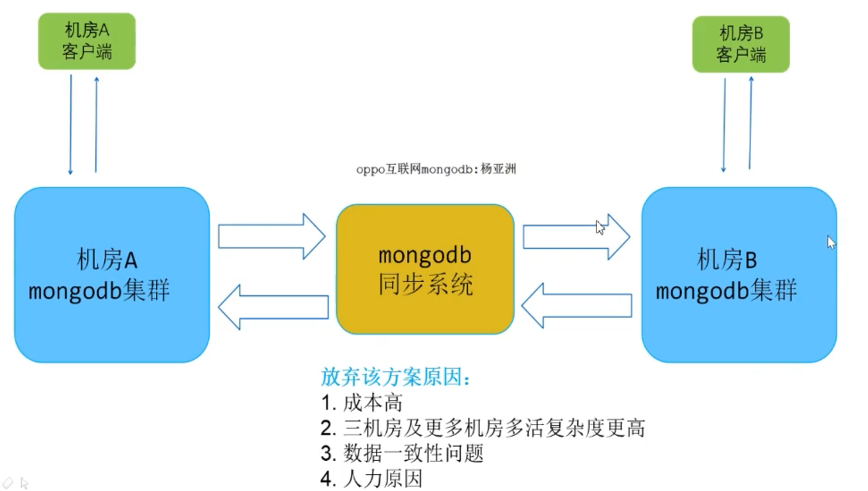 机房A
客户端
机房B
客户端
oppo互联网mongodb:杨亚洲
机房A
mongodb集群
mongodb
同步系统
机房B
mongodb集群
放弃该方案原因：
1. 成本高
2. 三机房及更多机房多活复杂度更高
3. 数据一致性问题
4. 人力原因